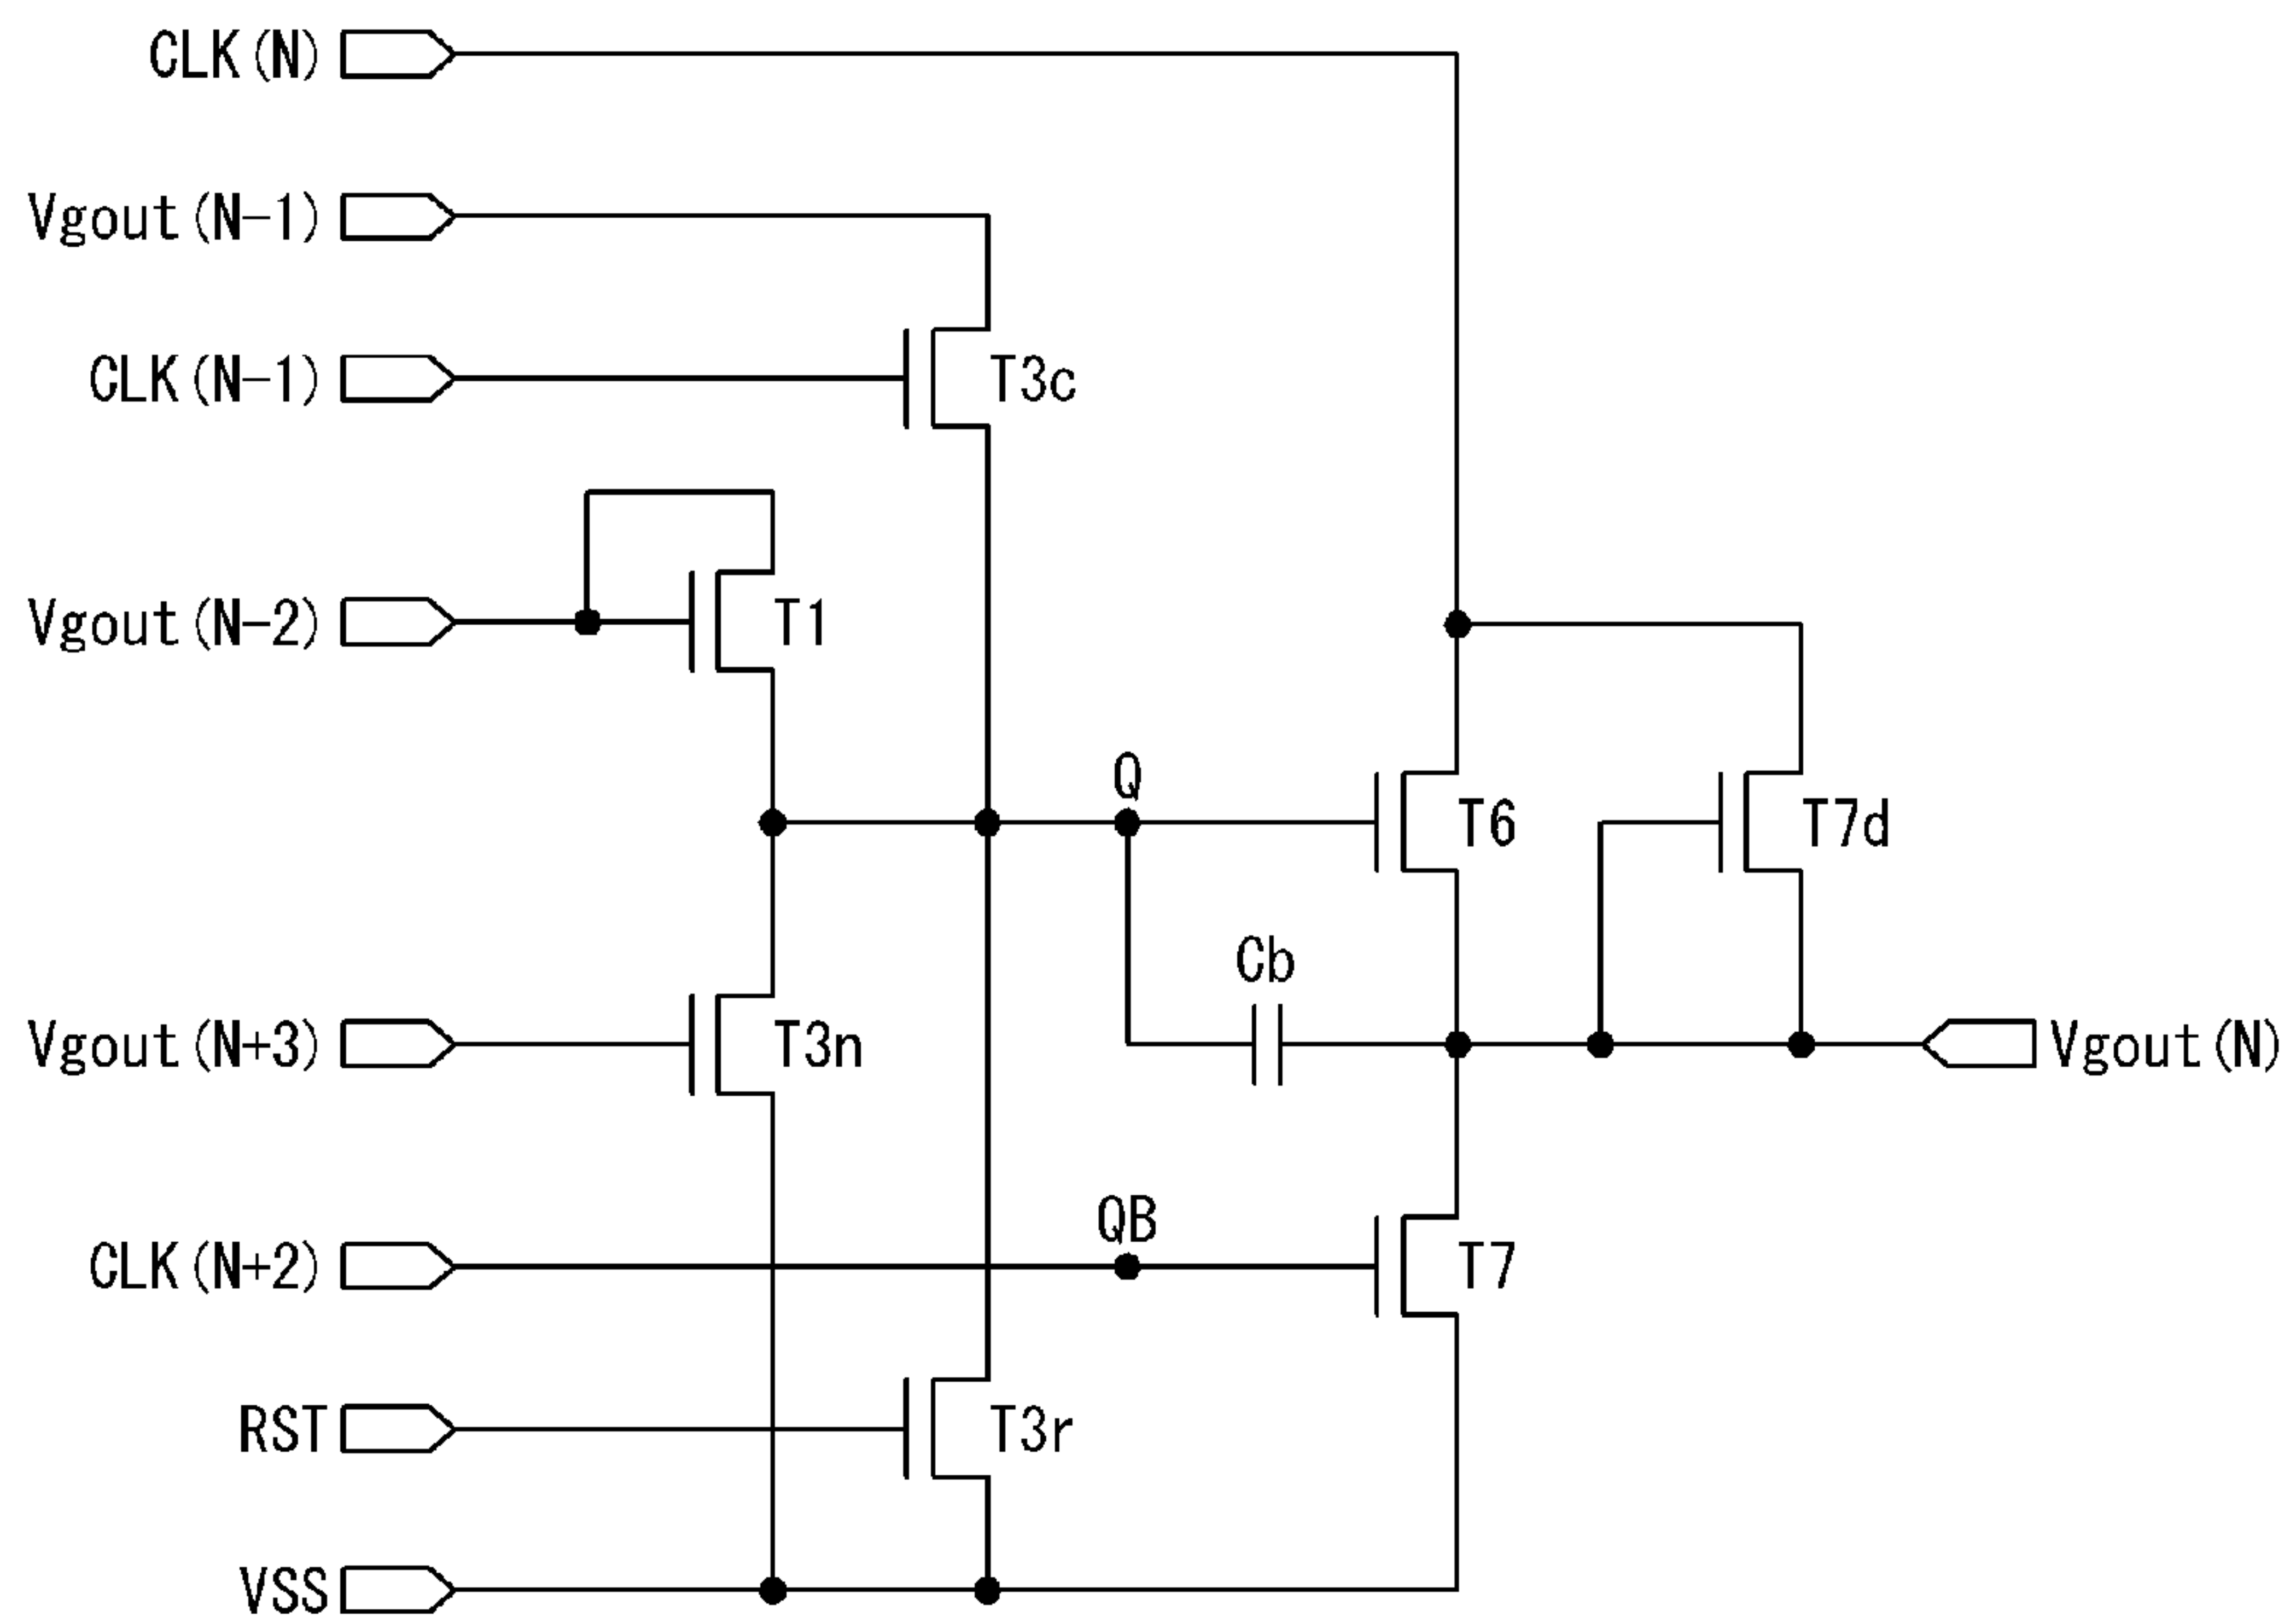 CLK(N)
Vgout(N-1)
CLK(N-1)
T3c
Vgout(N-2)
T1
Q
T6
T7d
Cb
Vgout(N+3)
T3n
Vgout(N)
QB
CLK(N+2)
T7
RST
T3r
VSS